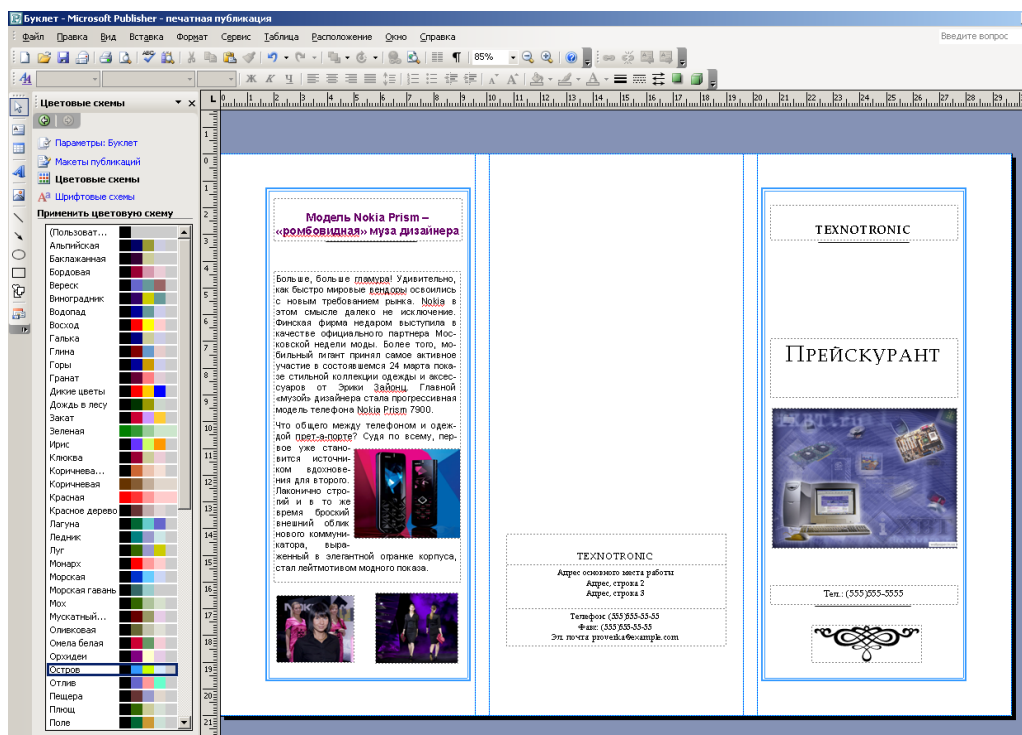 Буклет - Microsoft Publisher - печатная публикация
Файл Правка Вид Вставка Формат Сервис Таблица Расположение Окно Справка
Введите вопрос
85%
Ж К Ч
Цветовые схемы
Параметры: Буклет
Макеты публикаций
Цветовые схемы
Шрифтовые схемы
Применить цветовую схему
(Пользоват...
Альпийская
Баклажанная
Бордовая
Вереск
Виноградник
Водопад
Восход
Галька
Глина
Горы
Гранат
Дикие цветы
Дождь в лесу
Закат
Зеленая
Ирис
Клюква
Коричнева...
Коричневая
Красная
Красное дерево
Лагуна
Ледник
Луг
Монарх
Морская
Морская гавань
Мох
Мускатный...
Оливковая
Омела белая
Орхидеи
Остров
Отлив
Пещера
Плющ
Поле
Модель Nokia Prism –
«ромбовидная» муза дизайнера
Больше, больше гламура! Удивительно,
как быстро мировые вендоры освоились
с новым требованием рынка. Nokia в
этом смысле далеко не исключение.
Финская фирма недаром выступила в
качестве официального партнера Мос-
ковской недели моды. Более того, мо-
бильный гигант принял самое активное
участие в состоявшемся 24 марта пока-
зе стильной коллекции одежды и аксес-
суаров от Эрики Зайонц. Главной
«музой» дизайнера стала прогрессивная
модель телефона Nokia Prism 7900.
Что общего между телефоном и одеж-
дой прет-а-порте? Судя по всему, пер-
вое уже стано-
вится источни-
ком вдохнове-
ния для второго.
Лаконично стро-
гий и в то же
время броский
внешний облик
нового коммуни-
катора, выра-
женный в элегантной огранке корпуса,
стал лейтмотивом модного показа.
TEXNOTRONIC
Адрес основного места работы
Адрес, строка 2
Адрес, строка 3
Телефон: (555)555-55-55
Факс: (555)555-55-55
Эл. почта: proverka@example.com
TEXNOTRONIC
Прейскурант
Тел.: (555)555-5555